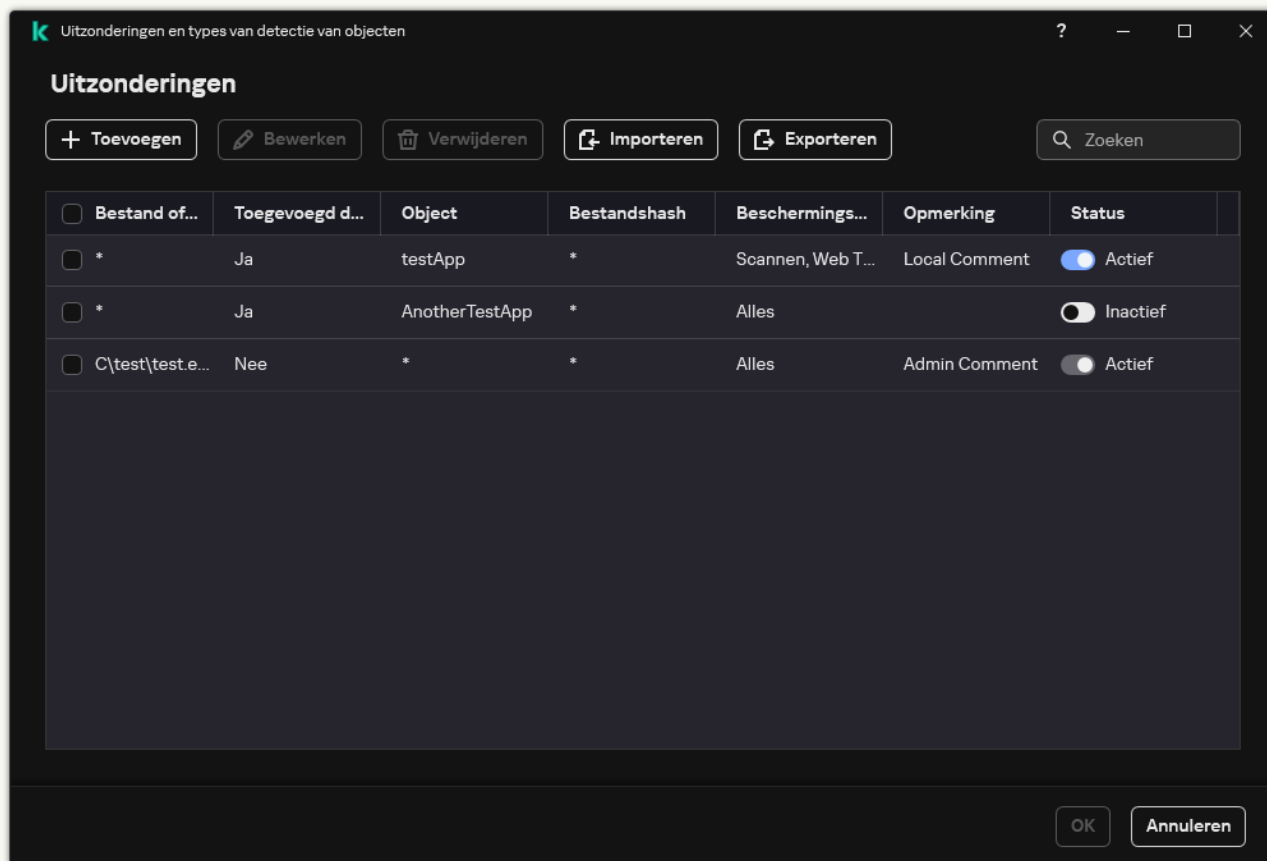 Uitzonderingen en types van detectie van objecten
?
Uitzonderingen
Toevoegen Bewerken Verwijderen Importeren Exporteren Zoeken
Bestand of... Toegevoegd d... Object Bestandshash Beschermings... Opmerking Status
* Ja testApp * Scannen, Web T... Local Comment Actief
* Ja AnotherTestApp * Alles Inactief
C\test\test.e... Nee * * Alles Admin Comment Actief
OK Annuleren